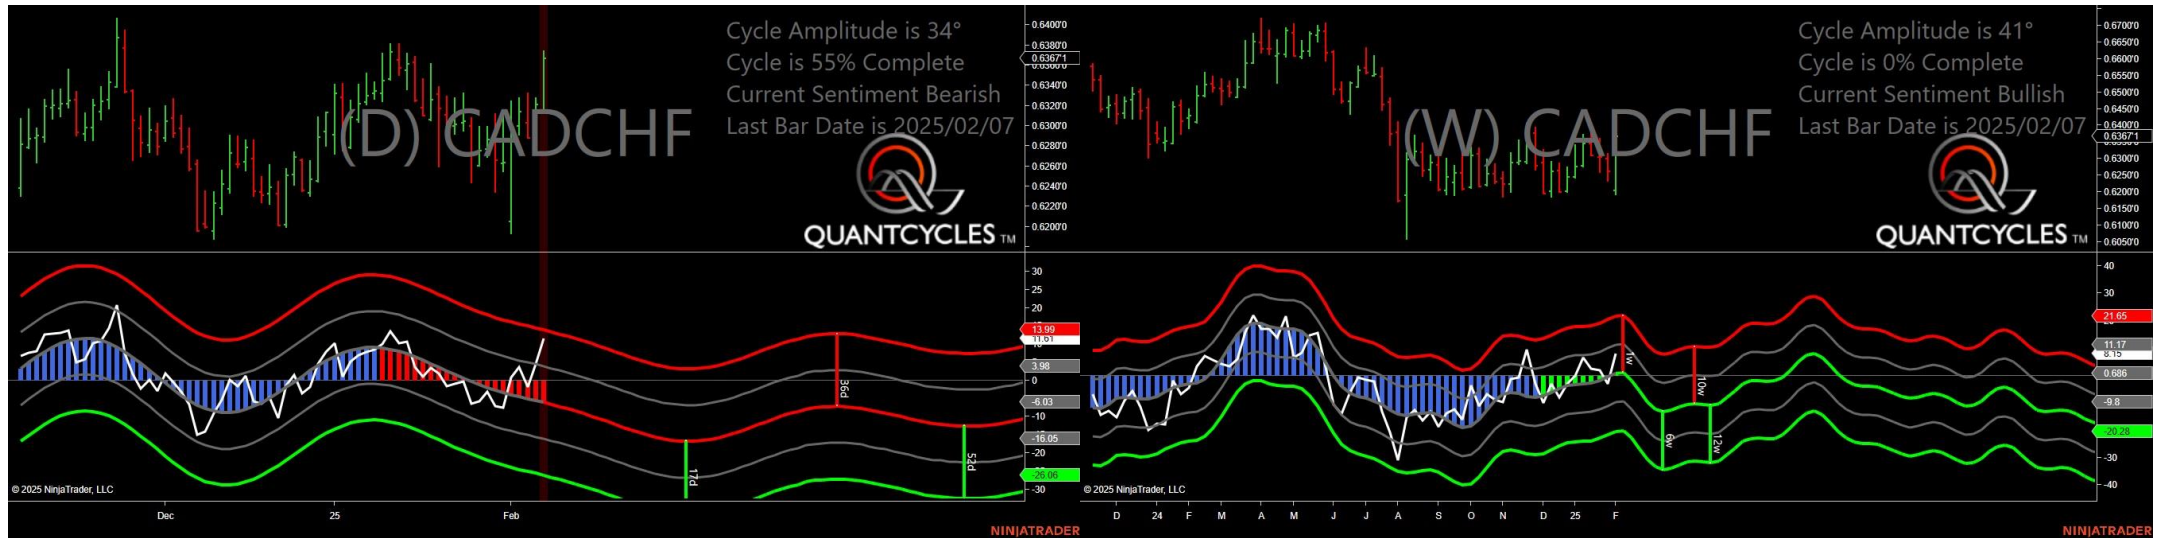 Cycle Amplitude is 34°
Cycle is 55% Complete
Current Sentiment Bearish
Last Bar Date is 2025/02/07
(D) CADCHF
QUANTCYCLES TM
0.6400'0
0.6380'0
0.6367'1
0.6340'0
0.6320'0
0.6300'0
0.6280'0
0.6260'0
0.6240'0
0.6220'0
0.6200'0
30
25
20
13.99
11.61
3.98
0
-6.03
-10
-16.05
-20
-26.06
-30
17d
36d
52d
© 2025 NinjaTrader, LLC
Dec
25
Feb
NINJATRADER
Cycle Amplitude is 41°
Cycle is 0% Complete
Current Sentiment Bullish
Last Bar Date is 2025/02/07
(W) CADCHF
QUANTCYCLES TM
0.6700'0
0.6650'0
0.6600'0
0.6550'0
0.6500'0
0.6450'0
0.6400'0
0.6367'1
0.6300'0
0.6250'0
0.6200'0
0.6150'0
0.6100'0
0.6050'0
40
30
21.65
11.17
8.15
0.686
-9.8
-20.28
-30
-40
1w
10w
6w
12w
© 2025 NinjaTrader, LLC
D
24
F
M
A
M
J
J
A
S
O
N
D
25
F
NINJATRADER